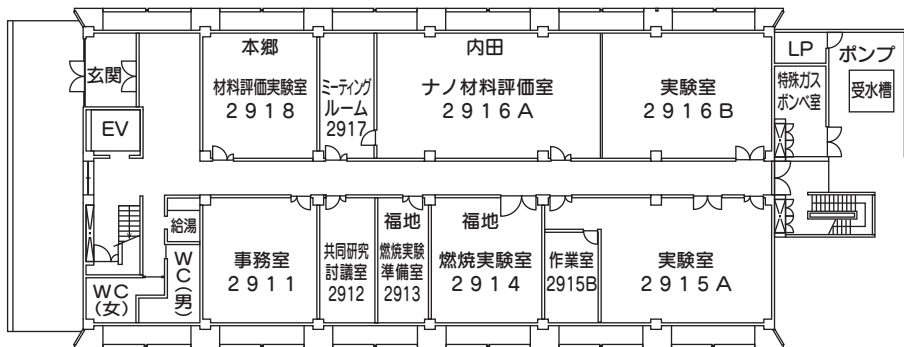 本郷
内田
LP
ポンプ
玄関
材料評価実験室
2918
ミーティング
ルーム
2917
ナノ材料評価室
2916A
実験室
2916B
特殊ガス
ボンベ室
受水槽
EV
給湯
福地
福地
事務室
2911
共同研究
討議室
2912
燃焼実験
準備室
2913
燃焼実験室
2914
作業室
2915B
実験室
2915A
WC
(女)
WC
(男)